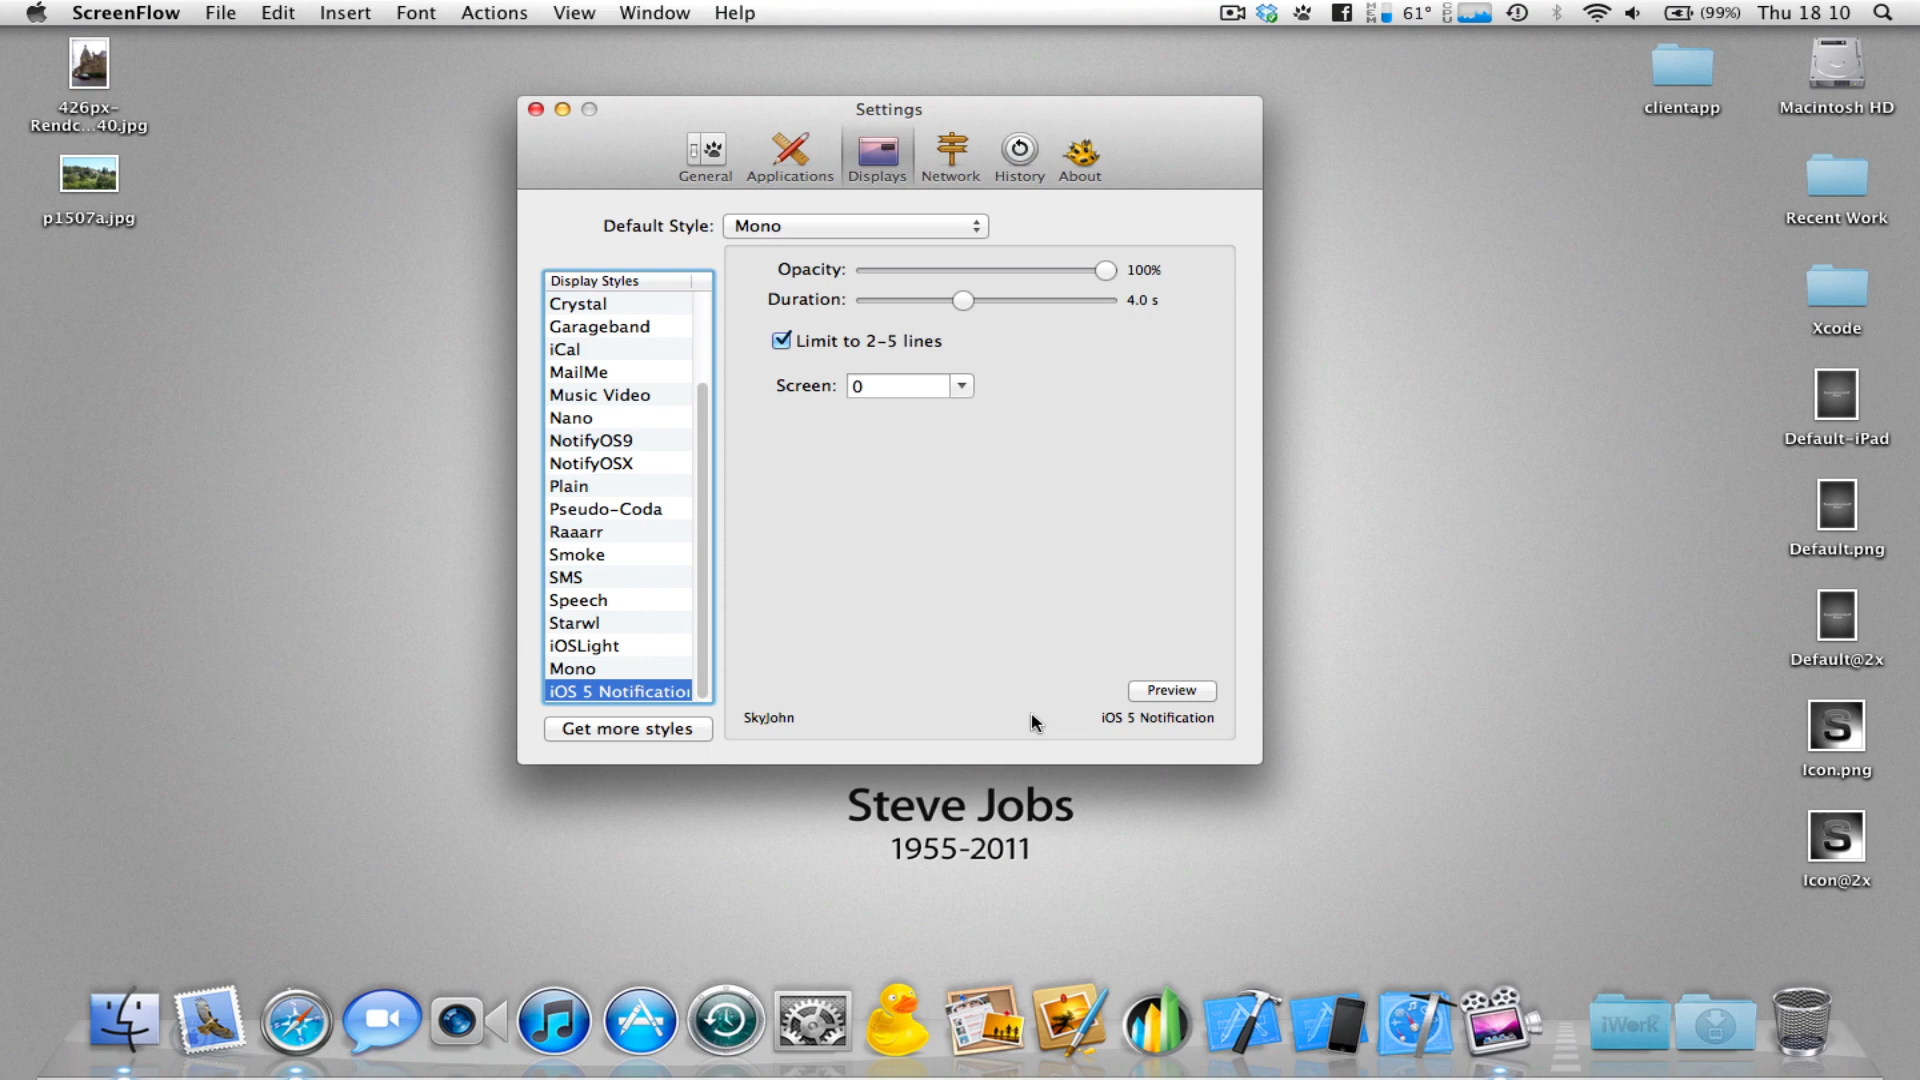 ScreenFlow File Edit Insert Font Actions View Window Help
MEM 61° CPU (99%) Thu 18 10
426px-
Rendc...40.jpg
p1507a.jpg
Settings
General Applications Displays Network History About
Default Style: Mono
Display Styles
Crystal
Garageband
iCal
MailMe
Music Video
Nano
NotifyOS9
NotifyOSX
Plain
Pseudo-Coda
Raaarr
Smoke
SMS
Speech
Starwl
iOSLight
Mono
iOS 5 Notification
Get more styles
Opacity: 100%
Duration: 4.0 s
Limit to 2-5 lines
Screen: 0
Preview
SkyJohn iOS 5 Notification
Steve Jobs
1955-2011
clientapp
Macintosh HD
Recent Work
Xcode
Default-iPad
Default.png
Default@2x
S
Icon.png
S
Icon@2x
iWork